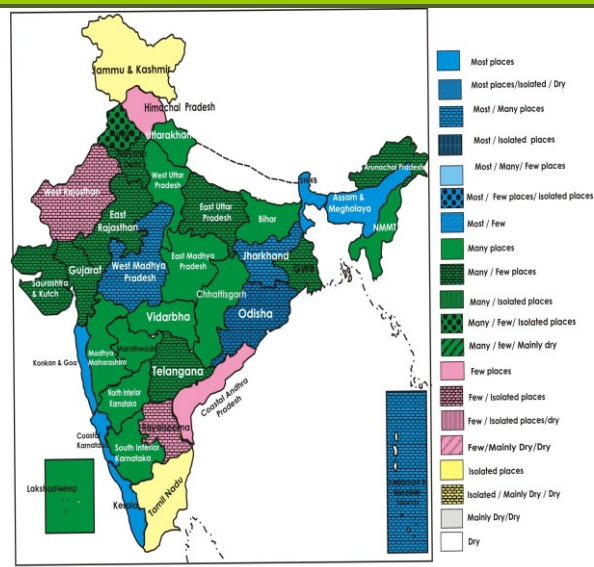 Jammu & Kashmir
Himachal Pradesh
Uttarakhand
West Rajasthan
West Uttar
Pradesh
East
Rajasthan
East Uttar
Pradesh
Bihar
SHWB
Assam &
Meghalaya
Arunachal Pradesh
NMMT
Saurashtra
& Kutch
Gujarat
West Madhya
Pradesh
East Madhya
Pradesh
Jharkhand
GWB
Chhattisgarh
Odisha
Vidarbha
Konkan & Goa
Madhya
Maharashtra
Marathwada
Telangana
Coastal Andhra
Pradesh
North Interior
Karnataka
Rayalseema
Coastal
Karnataka
South Interior
Karnataka
Lakshadweep
Kerala
Tamil Nadu
Most places
Most places/Isolated / Dry
Most / Many places
Most / Isolated places
Most / Many/ Few places
Most / Few places/ isolated places
Most / Few
Many places
Many / Few places
Many / Isolated places
Many / Few/ Isolated places
Many / few/ Mainly dry
Few places
Few / Isolated places
Few / Isolated places/dry
Few/Mainly Dry/Dry
Isolated places
Isolated / Mainly Dry / Dry
Mainly Dry/Dry
Dry